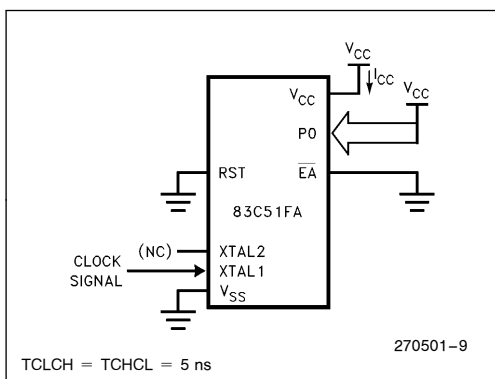 V_CC
I_CC
V_CC
V_CC
P0
RST
E̅A̅
83C51FA
(NC)
XTAL2
CLOCK
SIGNAL
XTAL1
V_SS
270501–9
TCLCH = TCHCL = 5 ns